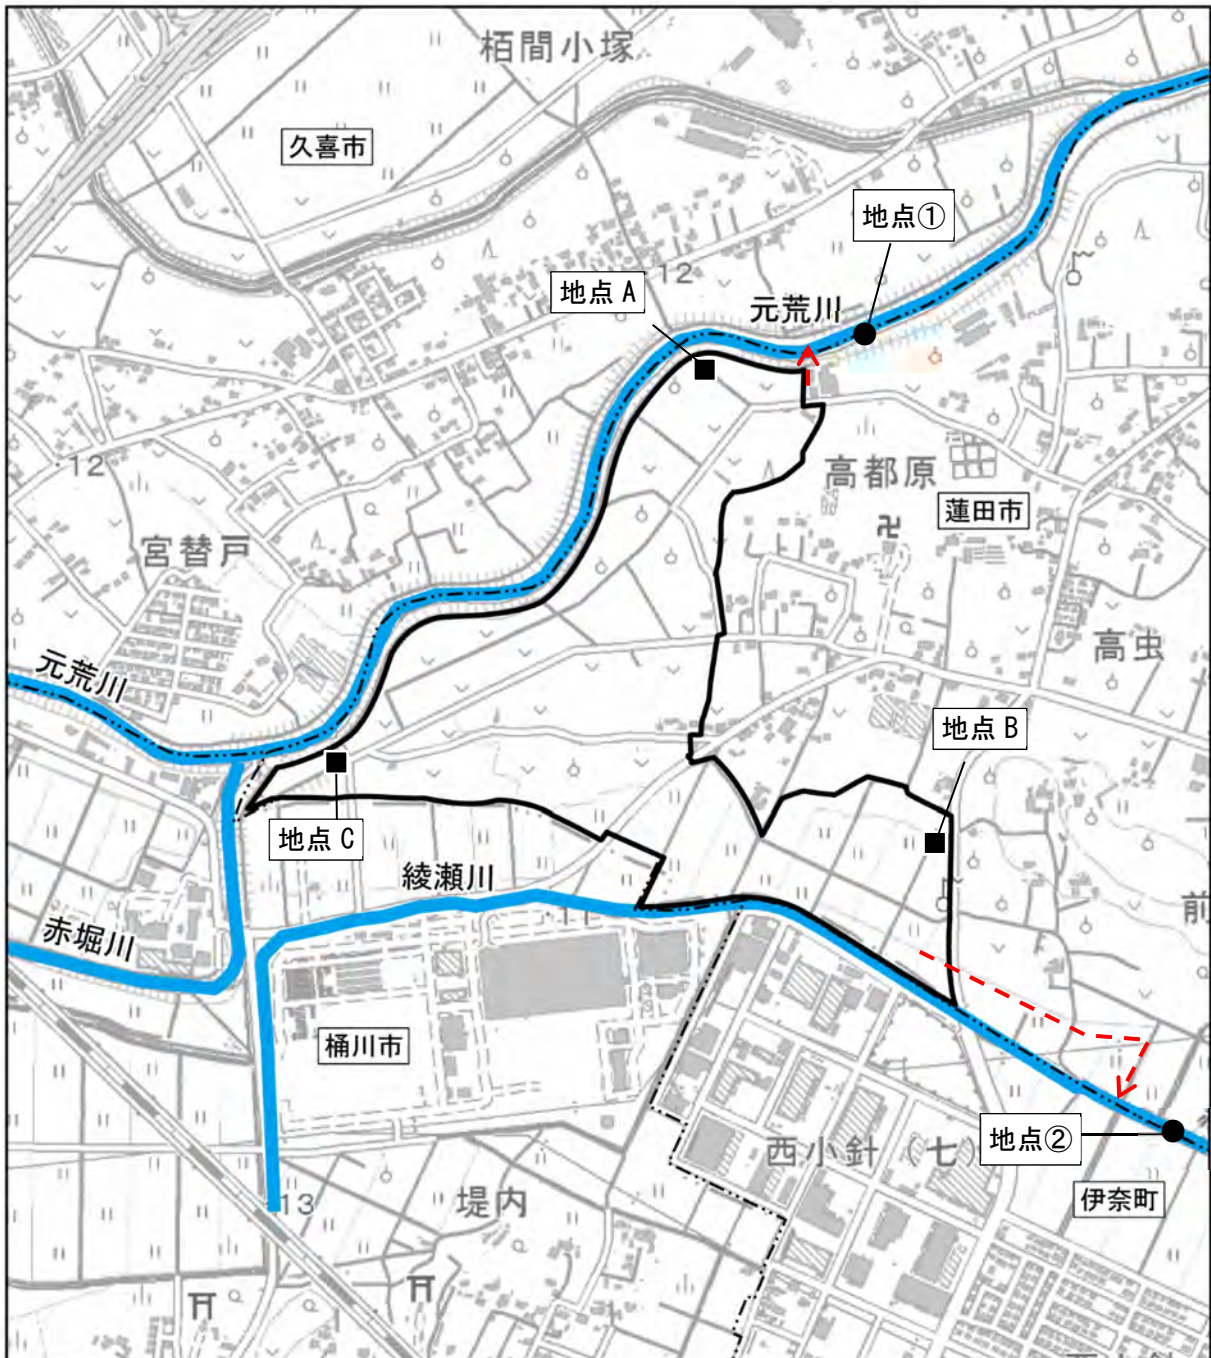 栢間小塚
久喜市
地点①
12
地点 A
元荒川
12
高都原
蓮田市
宮替戸
高虫
元荒川
地点 B
地点 C
綾瀬川
11
前
赤堀川
桶川市
地点②
西小針(七)
伊奈町
堤内
13